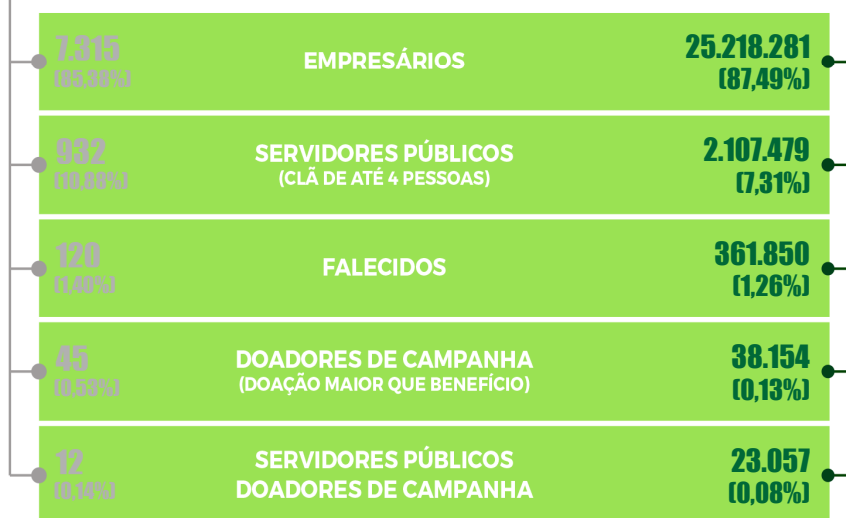 7.315
(85,38%)
EMPRESÁRIOS
25.218.281
(87,49%)
932
(10,88%)
SERVIDORES PÚBLICOS
(CLÃ DE ATÉ 4 PESSOAS)
2.107.479
(7,31%)
120
(1,40%)
FALECIDOS
361.850
(1,26%)
45
(0,53%)
DOADORES DE CAMPANHA
(DOAÇÃO MAIOR QUE BENEFÍCIO)
38.154
(0,13%)
12
(0,14%)
SERVIDORES PÚBLICOS
DOADORES DE CAMPANHA
23.057
(0,08%)